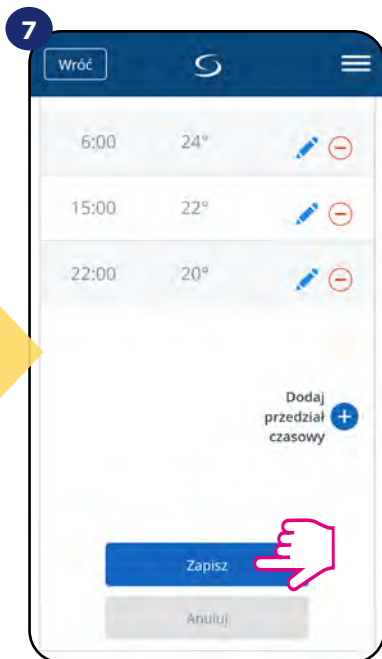 7
Wróć
6:00 24°
15:00 22°
22:00 20°
Dodaj
przedział
czasowy
Zapisz
Anuluj